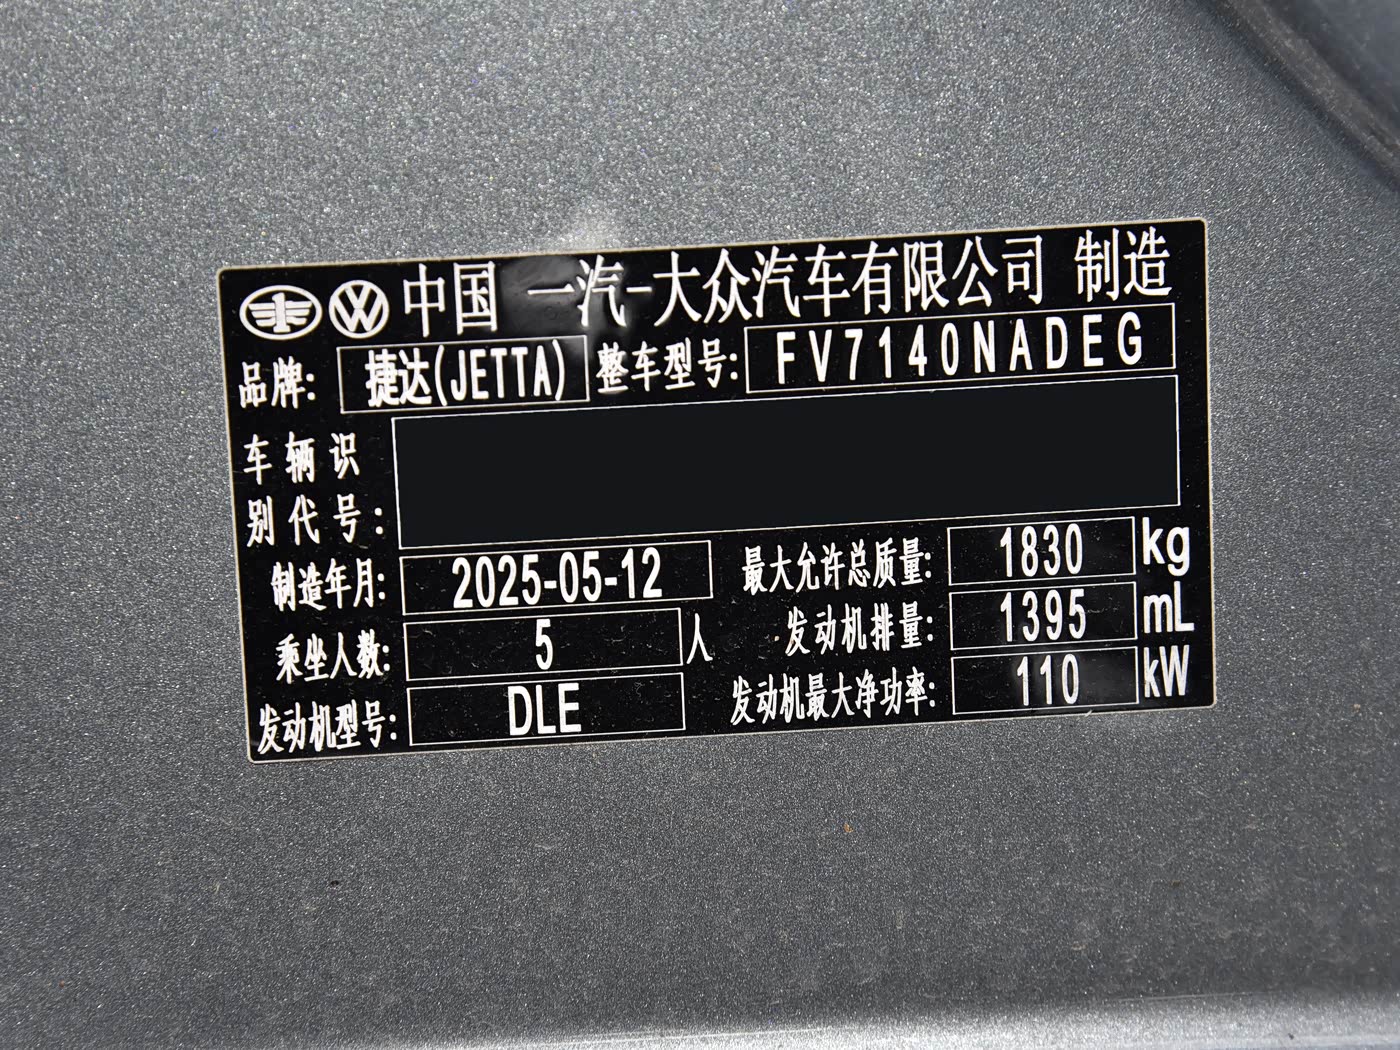 中国 一汽-大众汽车有限公司 制造
品牌: 捷达(JETTA) 整车型号: FV7140NADEG
车辆识
别代号:
制造年月: 2025-05-12 最大允许总质量: 1830 kg
乘坐人数: 5 人 发动机排量: 1395 mL
发动机型号: DLE 发动机最大净功率: 110 kW